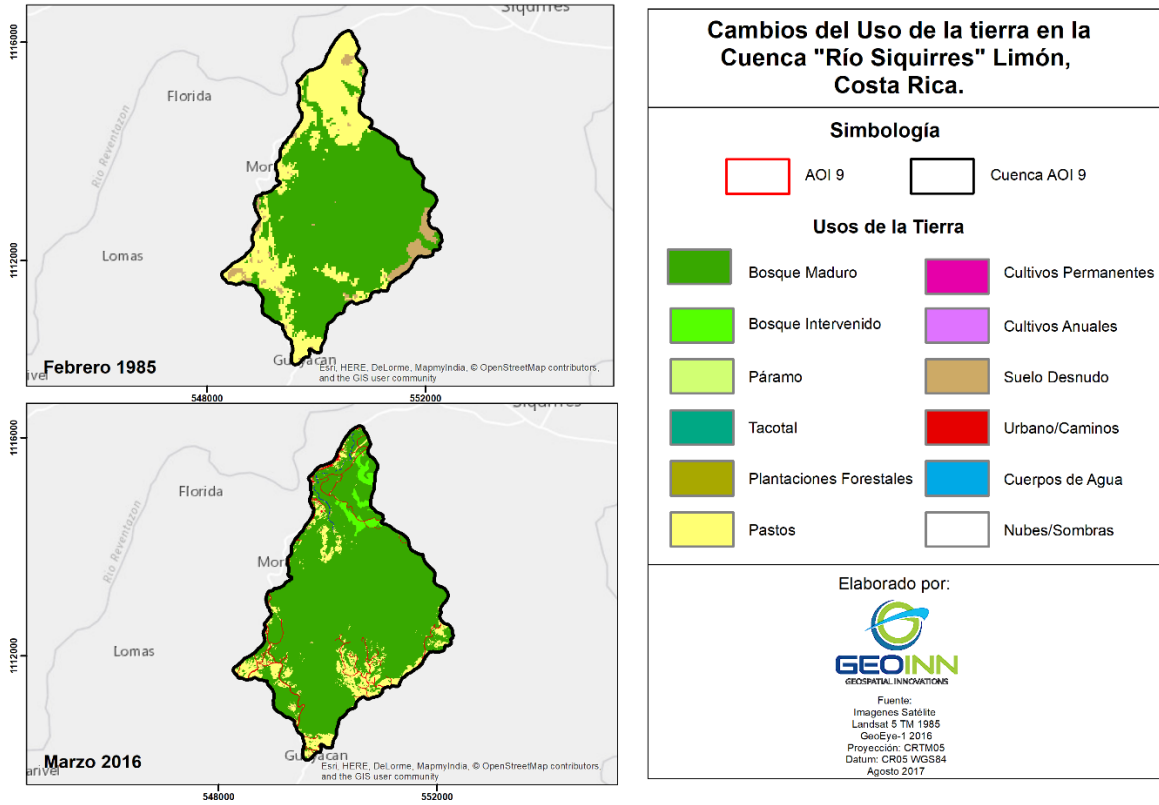 Siquirres
1116000
Florida
Río Reventazon
Mor
Lomas
1112000
Guayacan
Febrero 1985
Esri, HERE, DeLorme, MapmyIndia, © OpenStreetMap contributors,
and the GIS user community
548000
552000
Siquirres
1116000
Florida
Río Reventazon
Mor
Lomas
1112000
Guayacan
Marzo 2016
Esri, HERE, DeLorme, MapmyIndia, © OpenStreetMap contributors,
and the GIS user community
arivel
548000
552000
Cambios del Uso de la tierra en la
Cuenca "Río Siquirres" Limón,
Costa Rica.
Simbología
AOI 9
Cuenca AOI 9
Usos de la Tierra
Bosque Maduro
Cultivos Permanentes
Bosque Intervenido
Cultivos Anuales
Páramo
Suelo Desnudo
Tacotal
Urbano/Caminos
Plantaciones Forestales
Cuerpos de Agua
Pastos
Nubes/Sombras
Elaborado por:
GEOINN
GEOSPATIAL INNOVATIONS
Fuente:
Imagenes Satélite
Landsat 5 TM 1985
GeoEye-1 2016
Proyección: CRTM05
Datum: CR05 WGS84
Agosto 2017